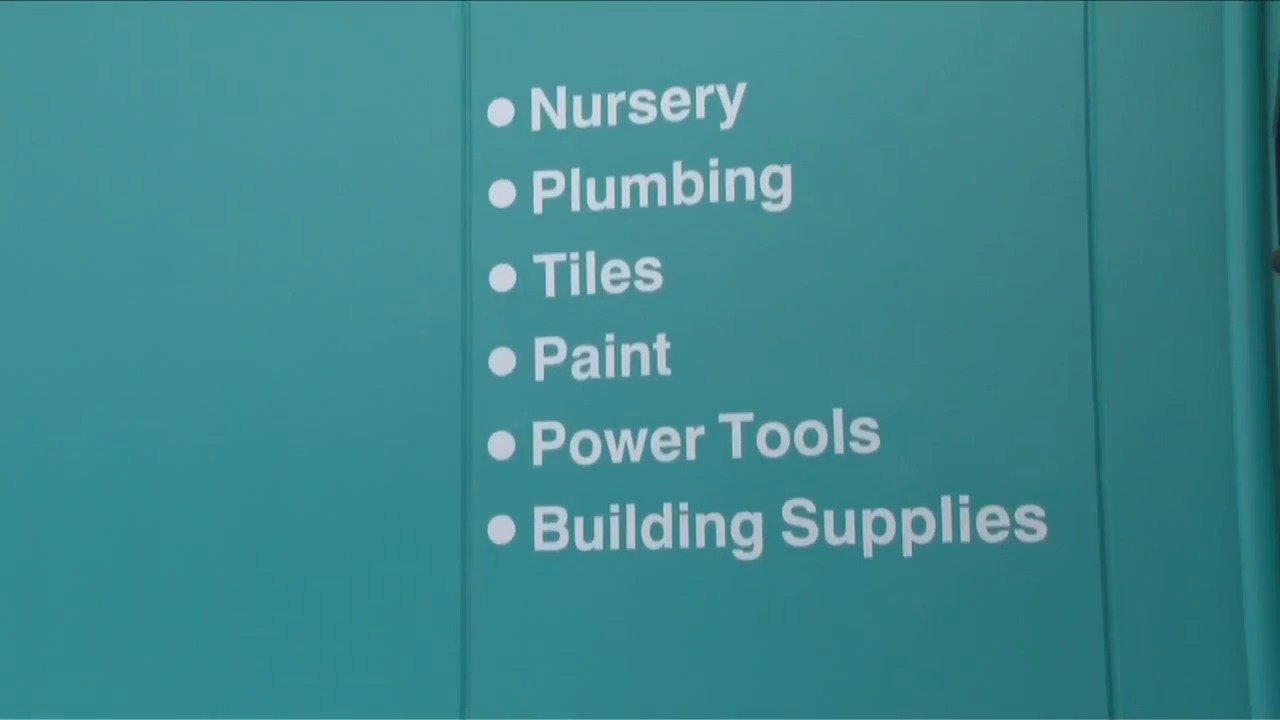 • Nursery
• Plumbing
• Tiles
• Paint
• Power Tools
• Building Supplies